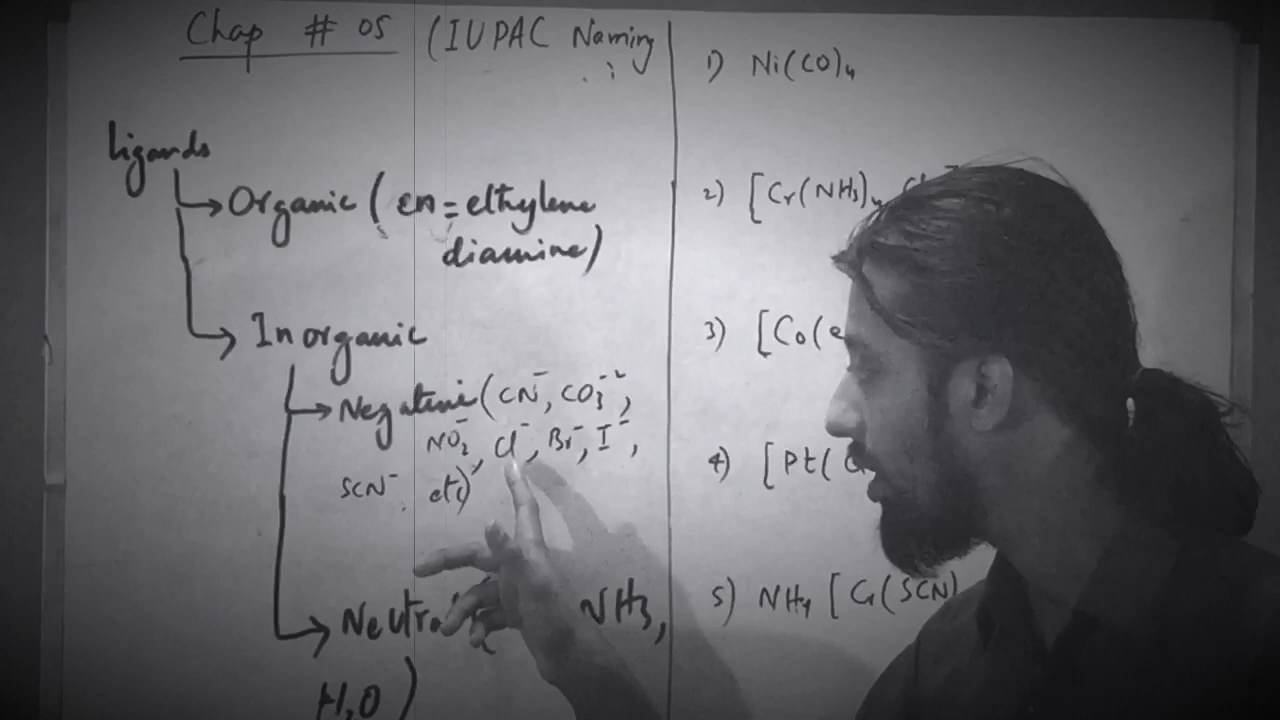 Chap # 05 (IUPAC Naming
Ligands
Organic (en = ethylene
diamine)
Inorganic
Negative (CN⁻, CO₃⁻²,
NO₂⁻, Cl⁻, Br⁻, I⁻,
SCN⁻ etc)
NH₃,
H₂O)
1) Ni(CO)₄
2) [Cr(NH₃)₄
3) [Co(e
4) [Pt(
5) NH₄ [Cr(SCN)